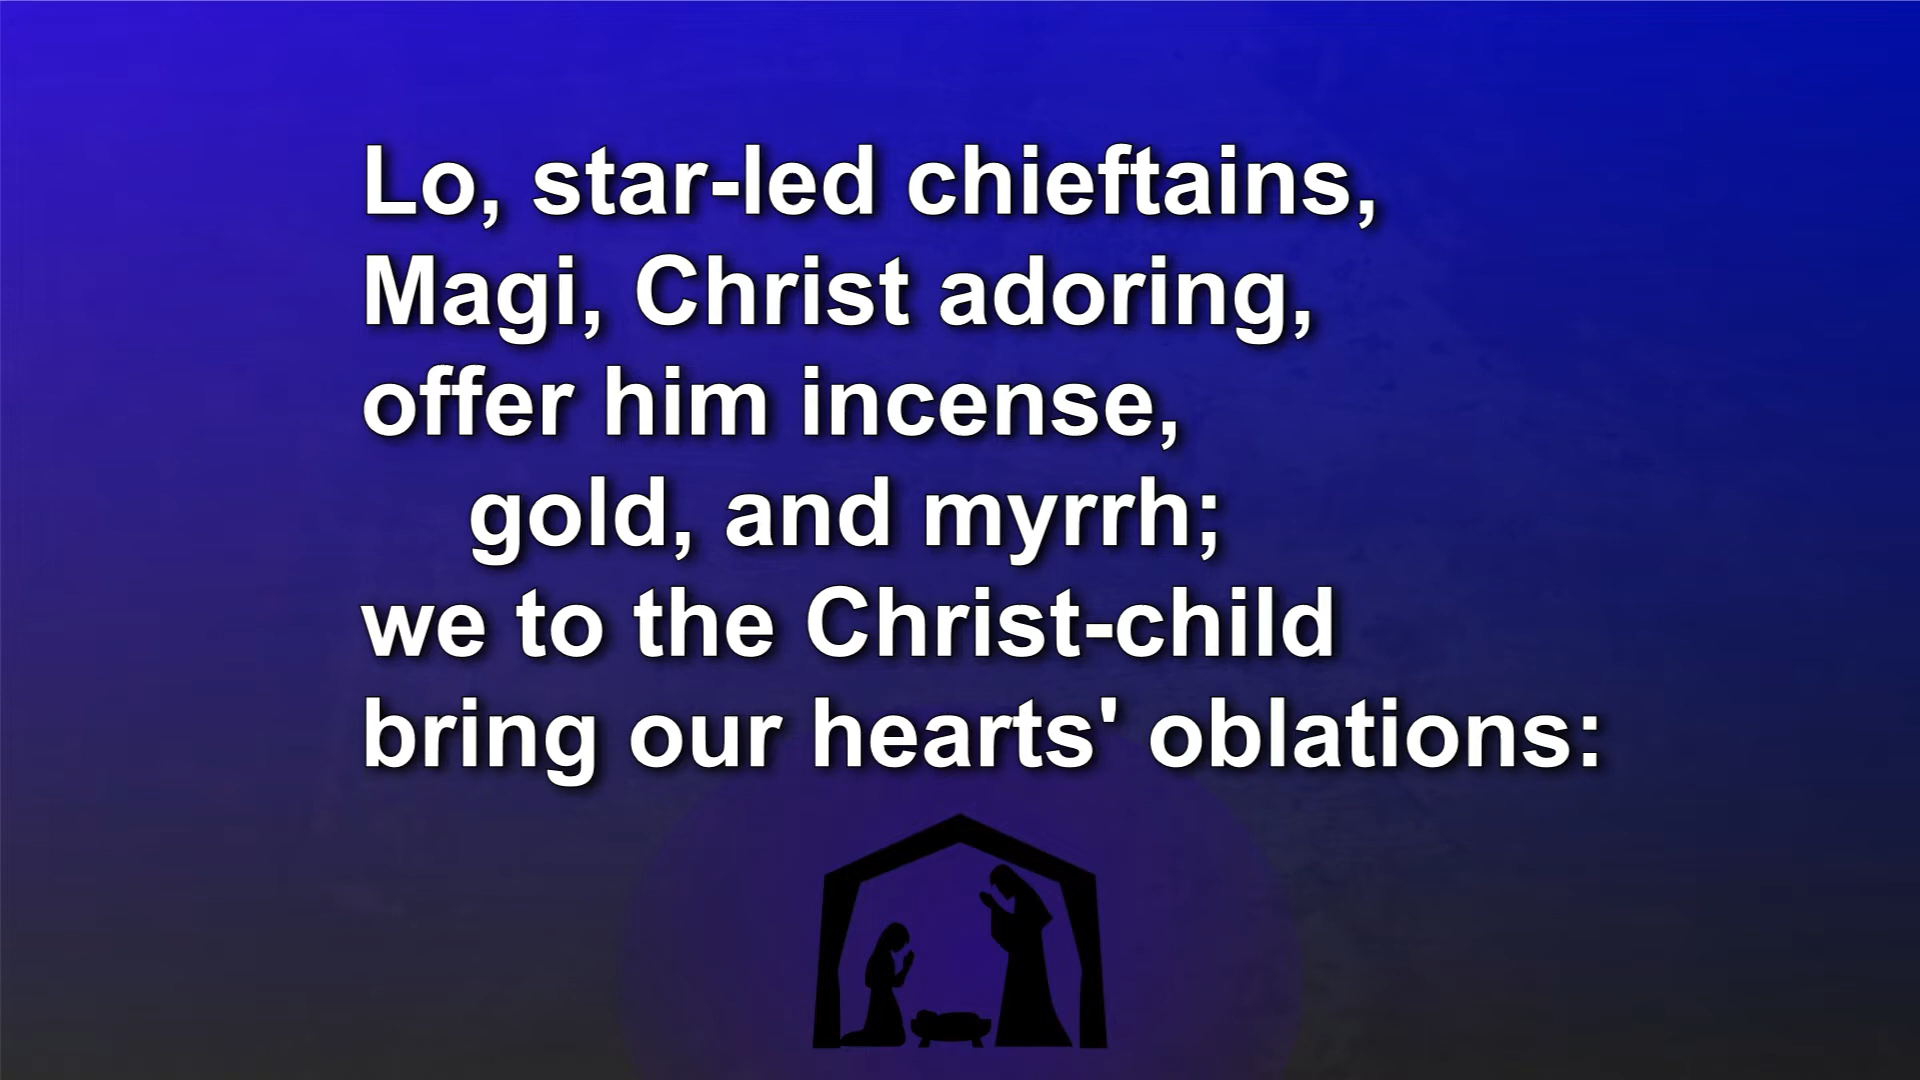 Lo, star-led chieftains,
Magi, Christ adoring,
offer him incense,
gold, and myrrh;
we to the Christ-child
bring our hearts' oblations: